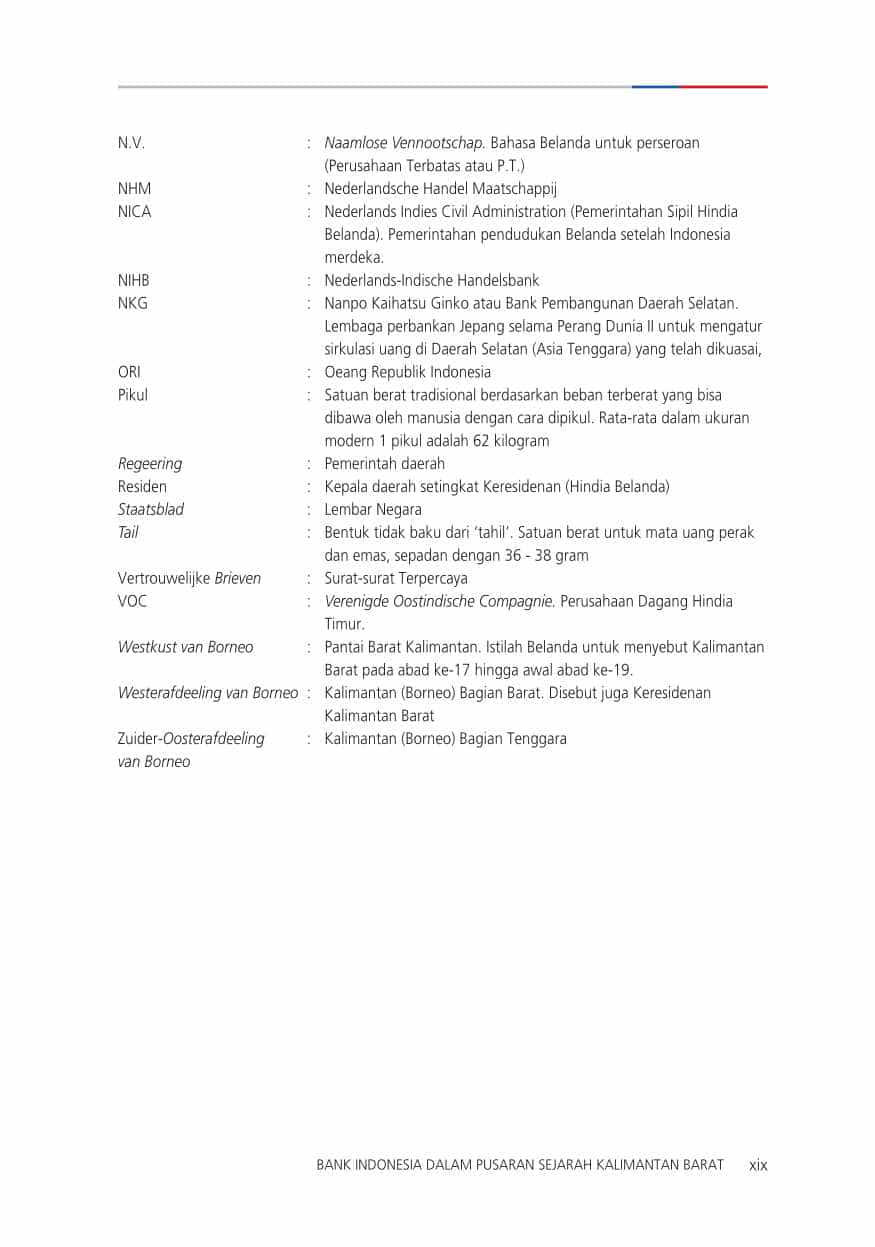 N.V. : Naamlose Vennootschap. Bahasa Belanda untuk perseroan
(Perusahaan Terbatas atau P.T.)
NHM : Nederlandsche Handel Maatschappij
NICA : Nederlands Indies Civil Administration (Pemerintahan Sipil Hindia
Belanda). Pemerintahan pendudukan Belanda setelah Indonesia
merdeka.
NIHB : Nederlands-Indische Handelsbank
NKG : Nanpo Kaihatsu Ginko atau Bank Pembangunan Daerah Selatan.
Lembaga perbankan Jepang selama Perang Dunia II untuk mengatur
sirkulasi uang di Daerah Selatan (Asia Tenggara) yang telah dikuasai,
ORI : Oeang Republik Indonesia
Pikul : Satuan berat tradisional berdasarkan beban terberat yang bisa
dibawa oleh manusia dengan cara dipikul. Rata-rata dalam ukuran
modern 1 pikul adalah 62 kilogram
Regeering : Pemerintah daerah
Residen : Kepala daerah setingkat Keresidenan (Hindia Belanda)
Staatsblad : Lembar Negara
Tail : Bentuk tidak baku dari ‘tahil’. Satuan berat untuk mata uang perak
dan emas, sepadan dengan 36 - 38 gram
Vertrouwelijke Brieven : Surat-surat Terpercaya
VOC : Verenigde Oostindische Compagnie. Perusahaan Dagang Hindia
Timur.
Westkust van Borneo : Pantai Barat Kalimantan. Istilah Belanda untuk menyebut Kalimantan
Barat pada abad ke-17 hingga awal abad ke-19.
Westerafdeeling van Borneo : Kalimantan (Borneo) Bagian Barat. Disebut juga Keresidenan
Kalimantan Barat
Zuider-Oosterafdeeling : Kalimantan (Borneo) Bagian Tenggara
van Borneo
BANK INDONESIA DALAM PUSARAN SEJARAH KALIMANTAN BARAT xix